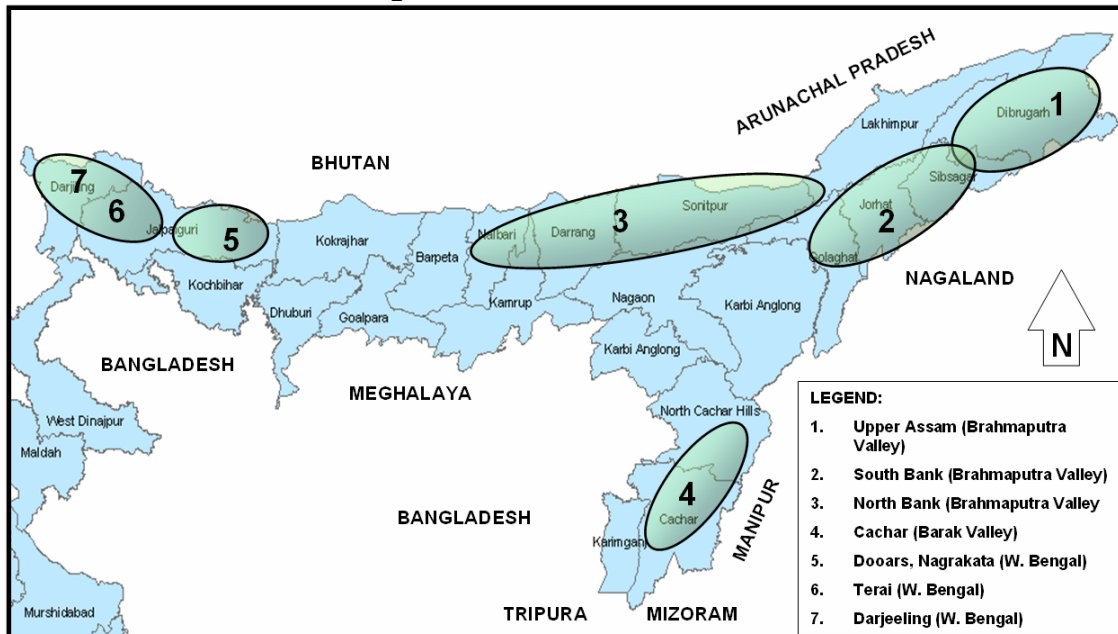 ARUNACHAL PRADESH
1
Dibrugarh
Lakhimpur
BHUTAN
Sibsagar
7
Darjiling
6
Sonitpur
Jorhat
2
3
Jalpaiguri
5
Nalbari
Darrang
Kokrajhar
Barpeta
Golaghat
NAGALAND
Kochbihar
Dhuburi
Goalpara
Kamrup
Nagaon
Karbi Anglong
N
BANGLADESH
Karbi Anglong
MEGHALAYA
LEGEND:
1. Upper Assam (Brahmaputra
Valley)
2. South Bank (Brahmaputra Valley)
3. North Bank (Brahmaputra Valley
4. Cachar (Barak Valley)
5. Dooars, Nagrakata (W. Bengal)
6. Terai (W. Bengal)
7. Darjeeling (W. Bengal)
North Cachar Hills
West Dinajpur
Maldah
4
BANGLADESH
Cachar
MANIPUR
Karimganj
Murshidabad
TRIPURA
MIZORAM